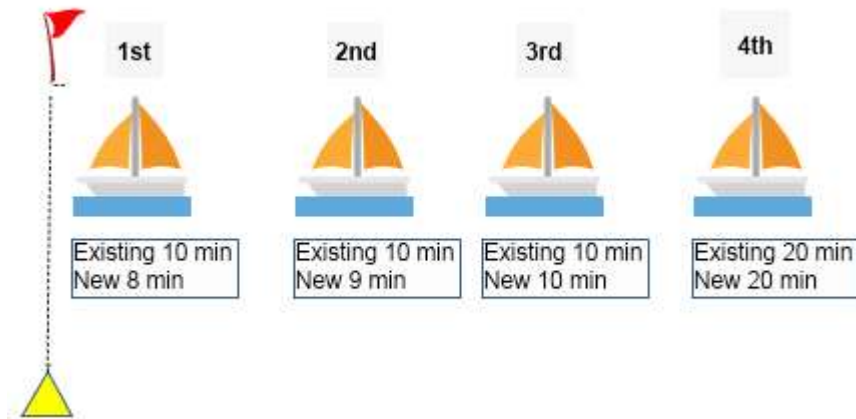 1st
2nd
3rd
4th
Existing 10 min
New 8 min
Existing 10 min
New 9 min
Existing 10 min
New 10 min
Existing 20 min
New 20 min